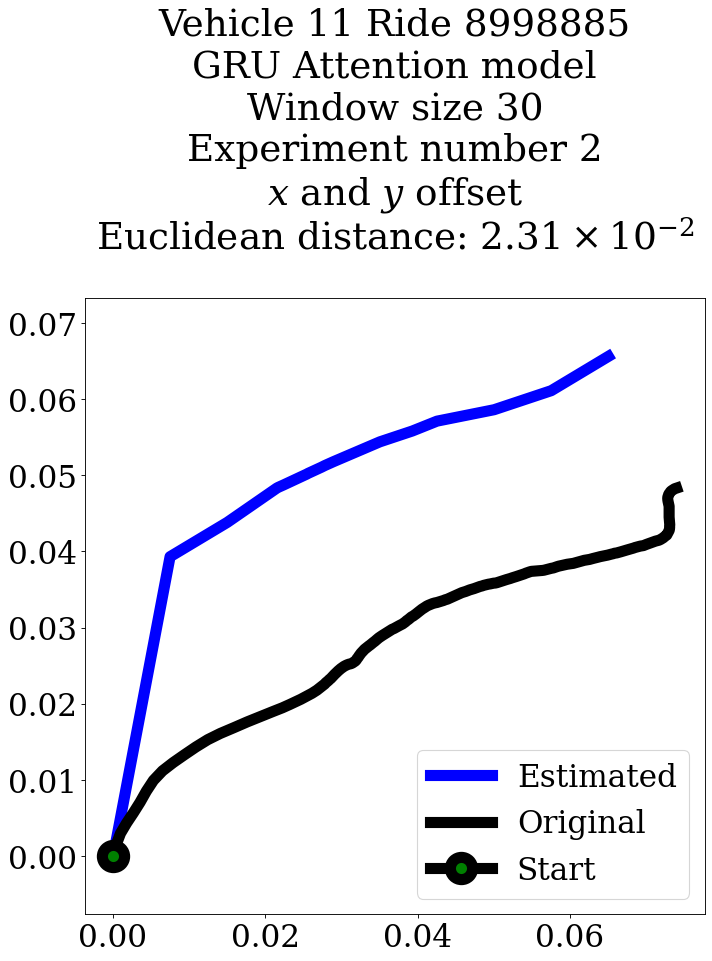 Vehicle 11 Ride 8998885
GRU Attention model
Window size 30
Experiment number 2
x and y offset
Euclidean distance: 2.31 × 10⁻²
0.07
0.06
0.05
0.04
0.03
0.02
0.01
0.00
Estimated
Original
Start
0.00 0.02 0.04 0.06